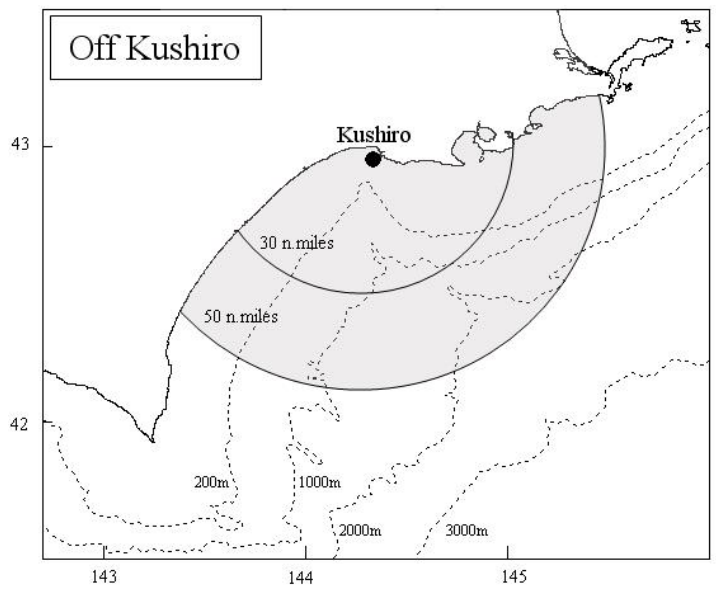 Off Kushiro
43
Kushiro
30 n.miles
50 n.miles
42
200m
1000m
2000m
3000m
143
144
145